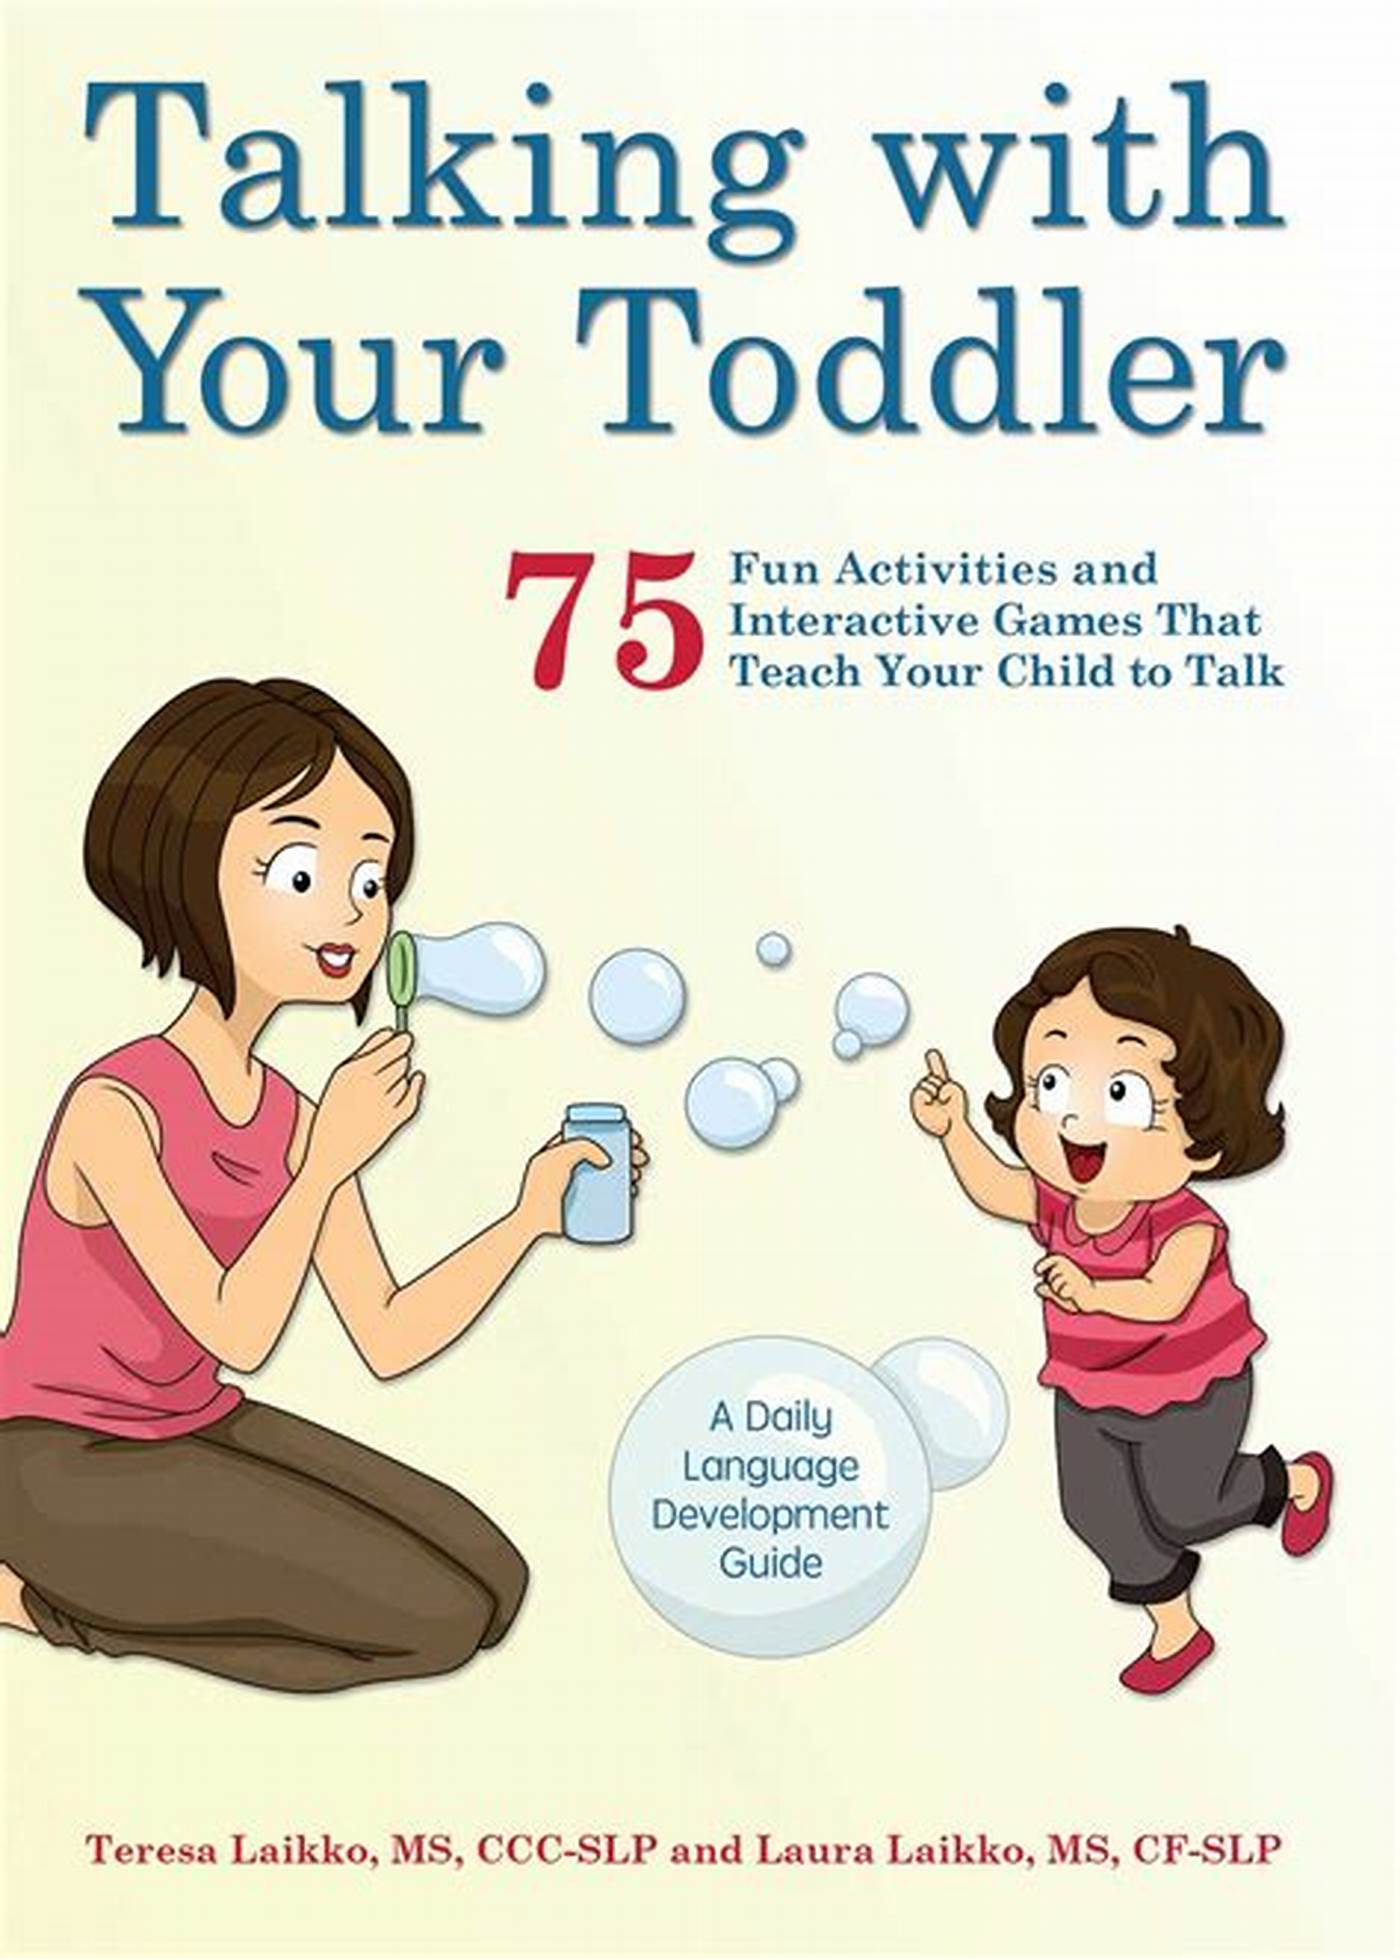 Talking with
Your Toddler
75
Fun Activities and
Interactive Games That
Teach Your Child to Talk
A Daily
Language
Development
Guide
Teresa Laikko, MS, CCC-SLP and Laura Laikko, MS, CF-SLP